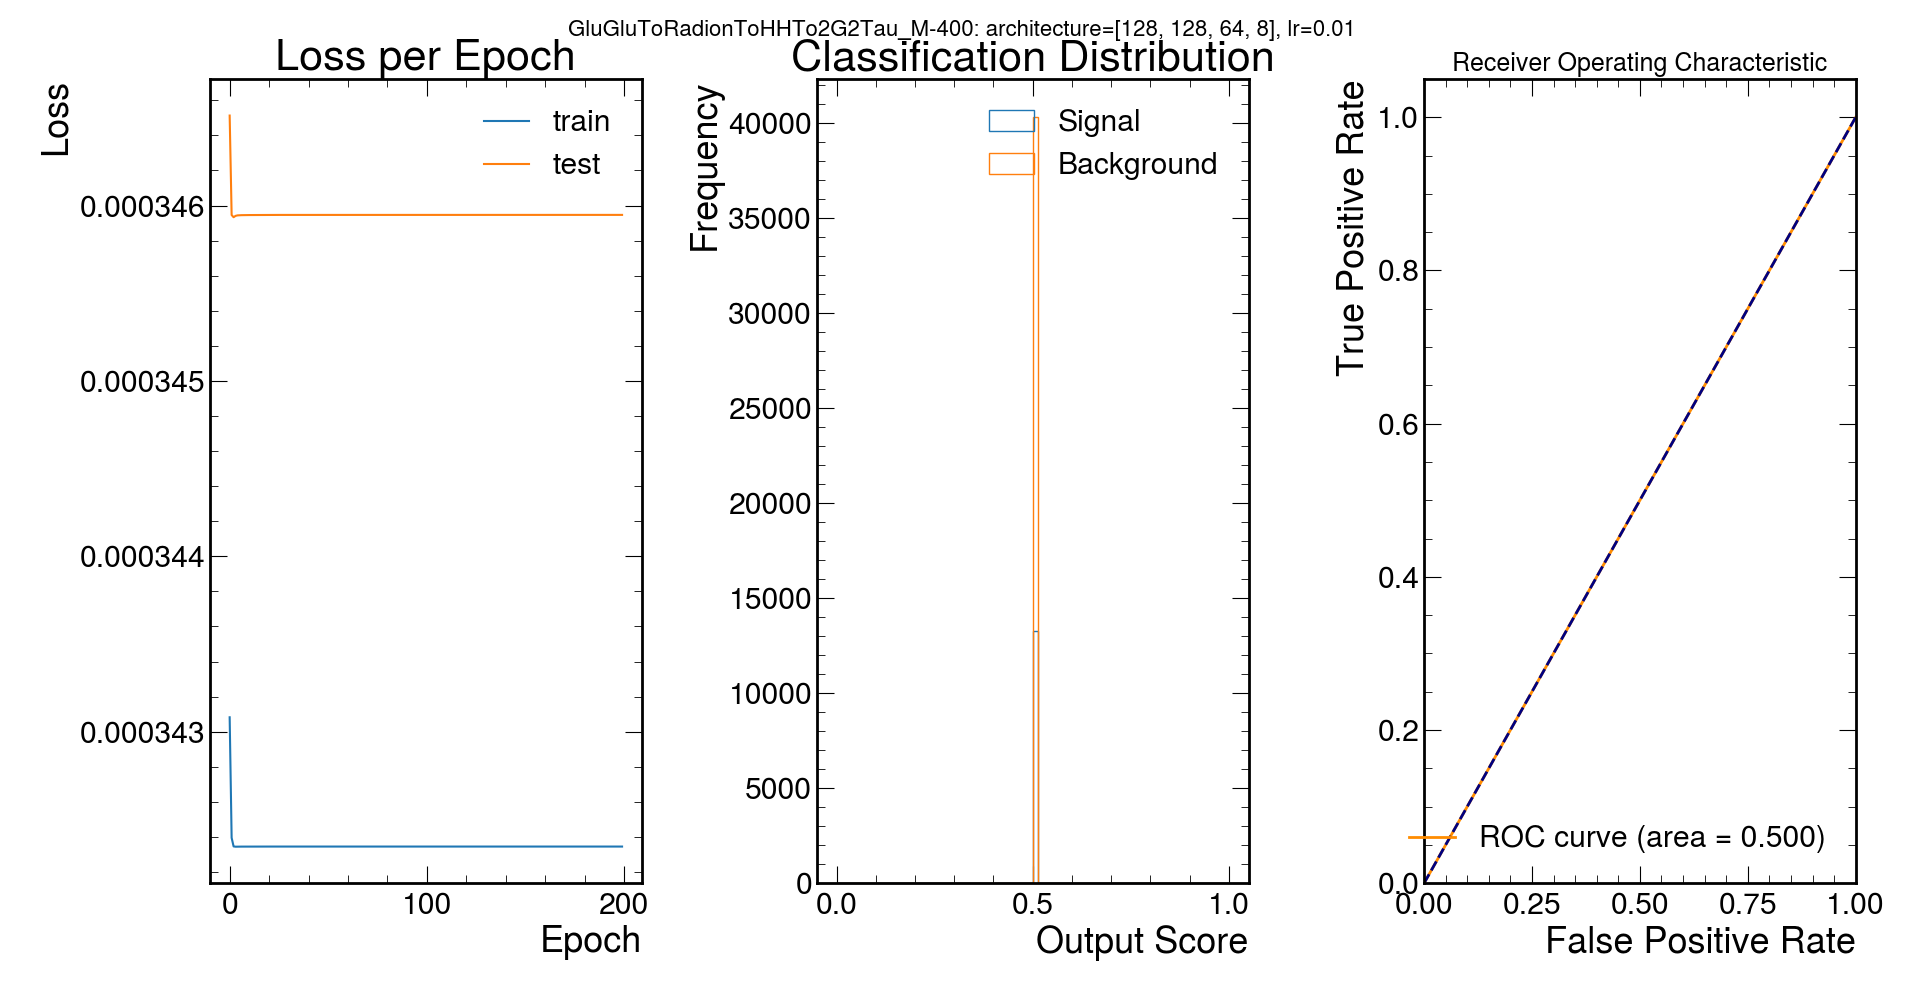 GluGluToRadionToHHTo2G2Tau_M-400: architecture=[128, 128, 64, 8], lr=0.01
Loss per Epoch
Loss
train
test
0.000346
0.000345
0.000344
0.000343
0 100 200
Epoch
Classification Distribution
Frequency
Signal
Background
40000
35000
30000
25000
20000
15000
10000
5000
0
0.0 0.5 1.0
Output Score
Receiver Operating Characteristic
True Positive Rate
1.0
0.8
0.6
0.4
0.2
0.0
ROC curve (area = 0.500)
0.00 0.25 0.50 0.75 1.00
False Positive Rate